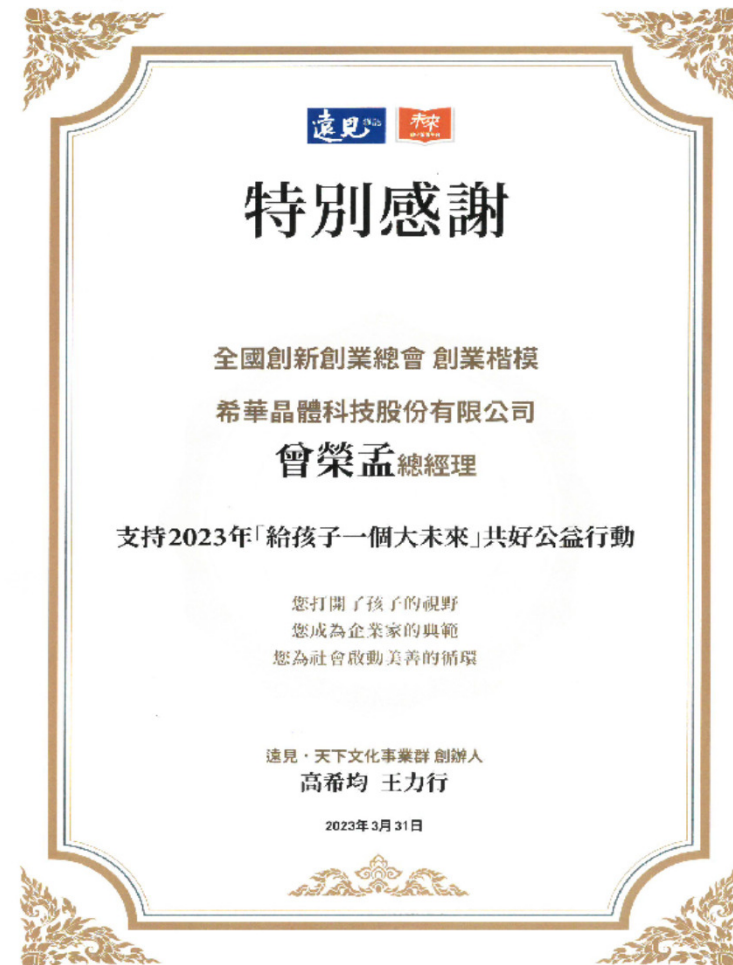 遠見
未來
特別感謝
全國創新創業總會 創業楷模
希華晶體科技股份有限公司
曾榮孟總經理
支持2023年「給孩子一個大未來」共好公益行動
您打開了孩子的視野
您成為企業家的典範
您為社會啟動美善的循環
遠見・天下文化事業群 創辦人
高希均 王力行
2023年3月31日